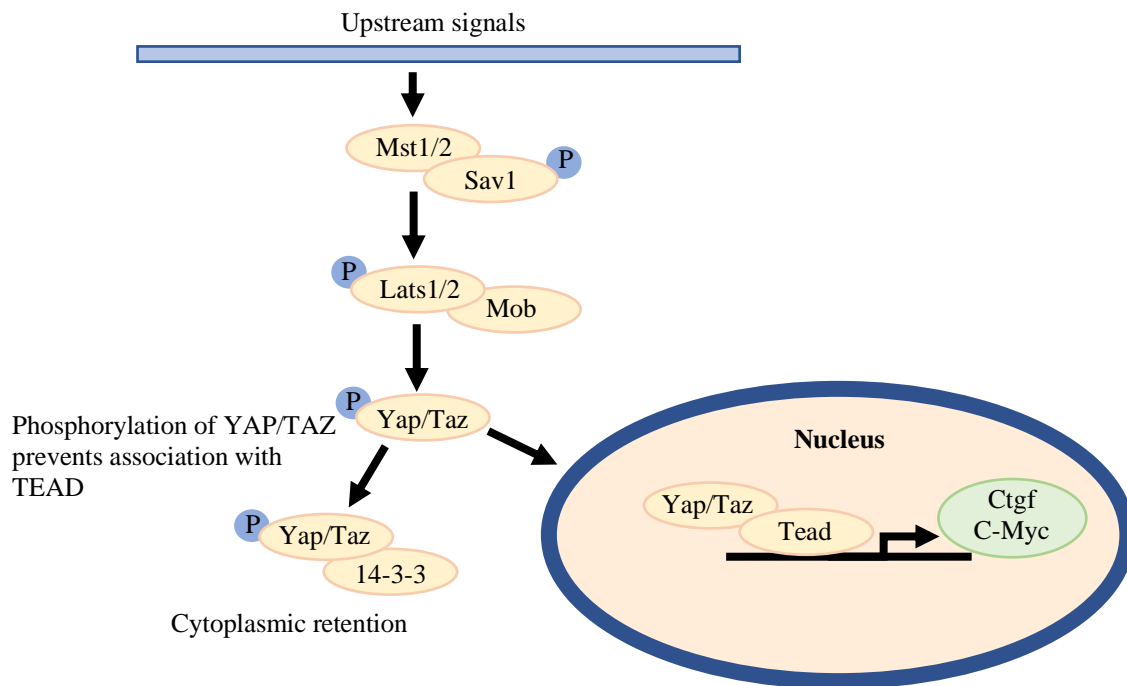 Upstream signals
Mst1/2
P
Sav1
P
Lats1/2
Mob
P
Yap/Taz
Phosphorylation of YAP/TAZ
prevents association with
TEAD
P
Yap/Taz
14-3-3
Cytoplasmic retention
Nucleus
Yap/Taz
Tead
Ctgf
C-Myc